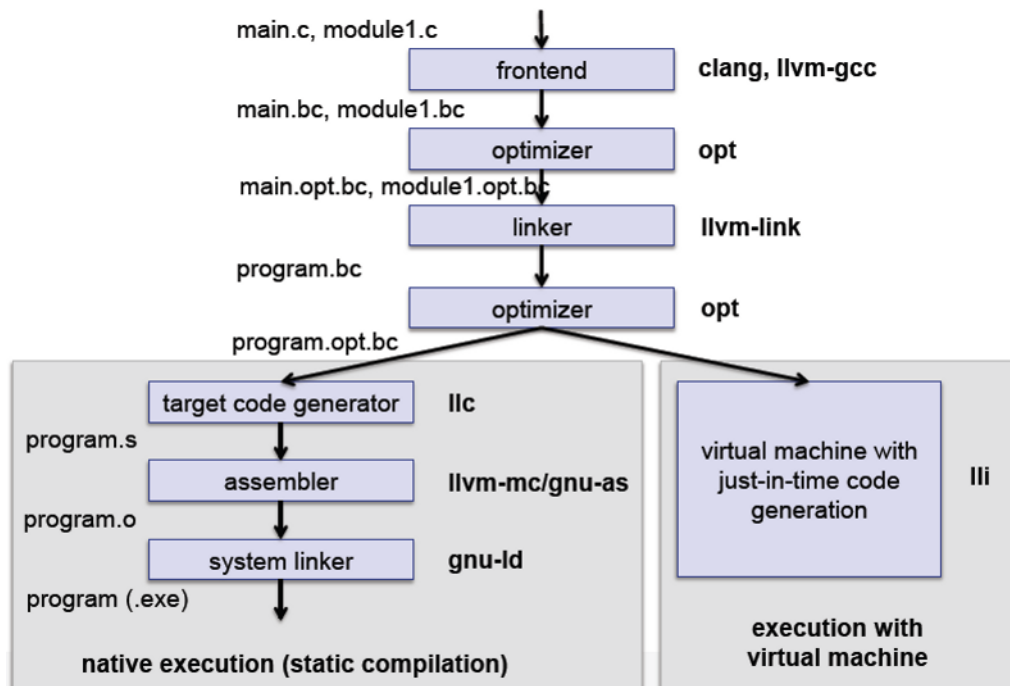 main.c, module1.c
frontend
clang, llvm-gcc
main.bc, module1.bc
optimizer
opt
main.opt.bc, module1.opt.bc
linker
llvm-link
program.bc
optimizer
opt
program.opt.bc
target code generator
llc
program.s
assembler
llvm-mc/gnu-as
program.o
system linker
gnu-ld
program (.exe)
native execution (static compilation)
virtual machine with
just-in-time code
generation
lli
execution with
virtual machine